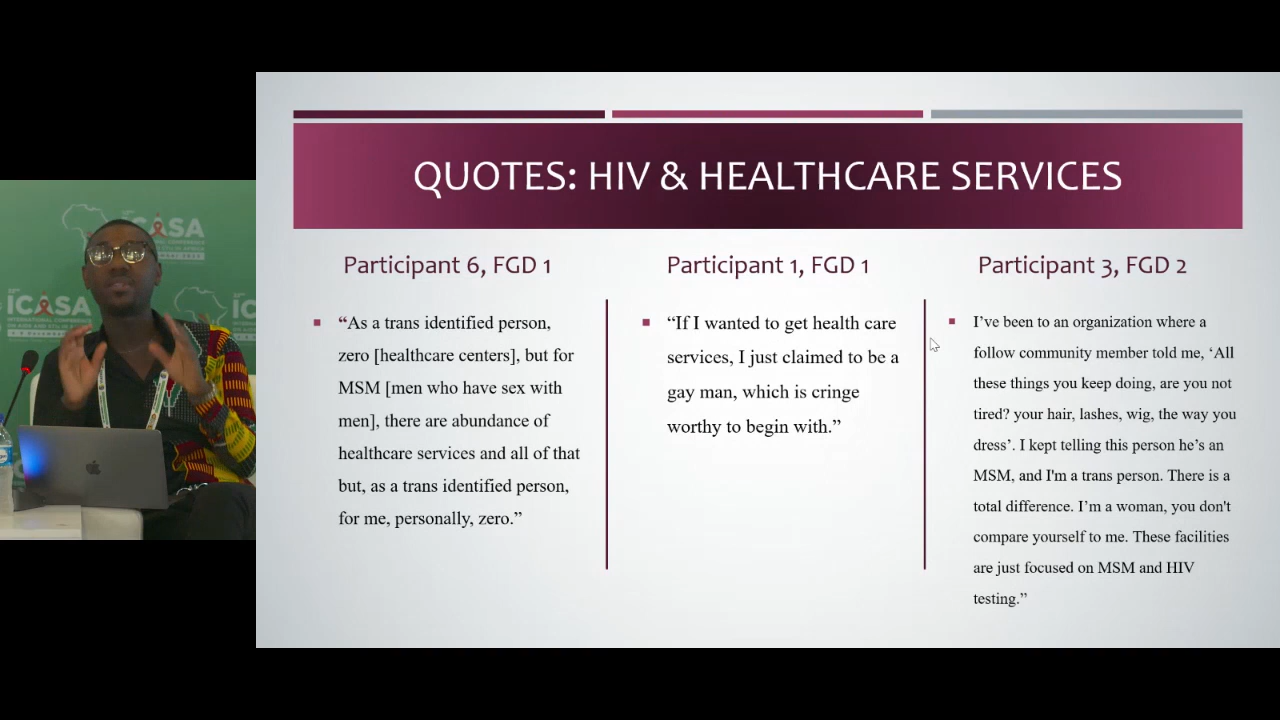 QUOTES: HIV & HEALTHCARE SERVICES
Participant 6, FGD 1
“As a trans identified person,
zero [healthcare centers], but for
MSM [men who have sex with
men], there are abundance of
healthcare services and all of that
but, as a trans identified person,
for me, personally, zero.”
Participant 1, FGD 1
“If I wanted to get health care
services, I just claimed to be a
gay man, which is cringe
worthy to begin with.”
Participant 3, FGD 2
I’ve been to an organization where a
follow community member told me, ‘All
these things you keep doing, are you not
tired? your hair, lashes, wig, the way you
dress’. I kept telling this person he’s an
MSM, and I'm a trans person. There is a
total difference. I’m a woman, you don't
compare yourself to me. These facilities
are just focused on MSM and HIV
testing.”
ICASA
ICASA